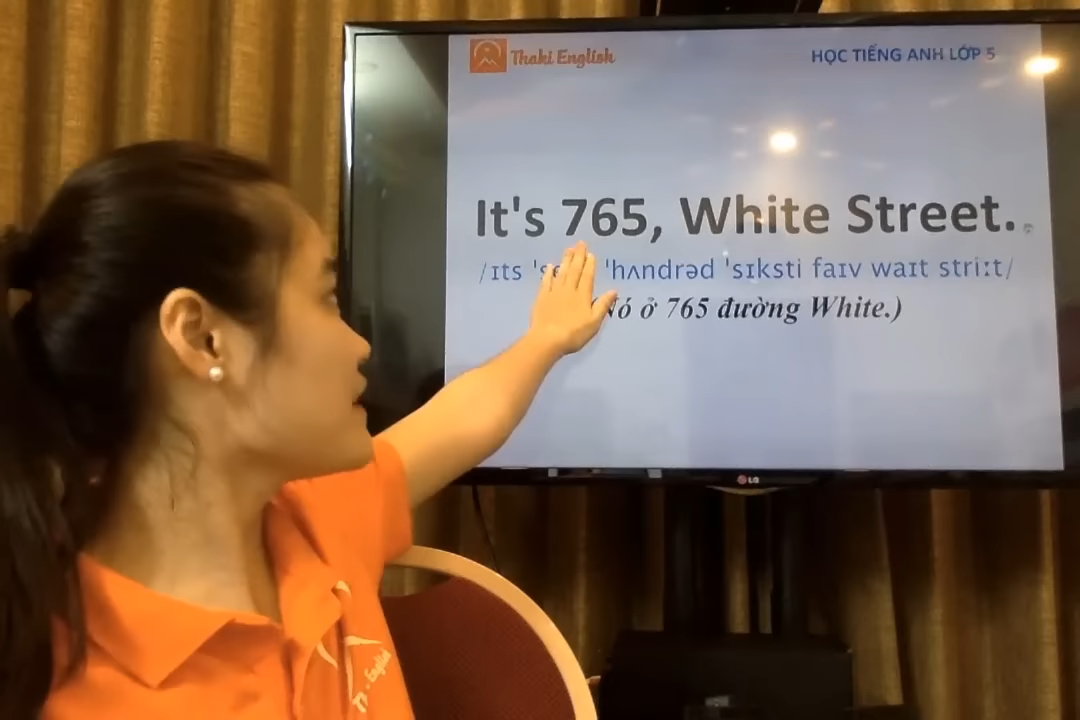 Thaki English
HỌC TIẾNG ANH LỚP 5
It's 765, White Street.
/ɪts ˈhʌndrəd ˈsɪksti faɪv waɪt striːt/
Nó ở 765 đường White.)
LG
English